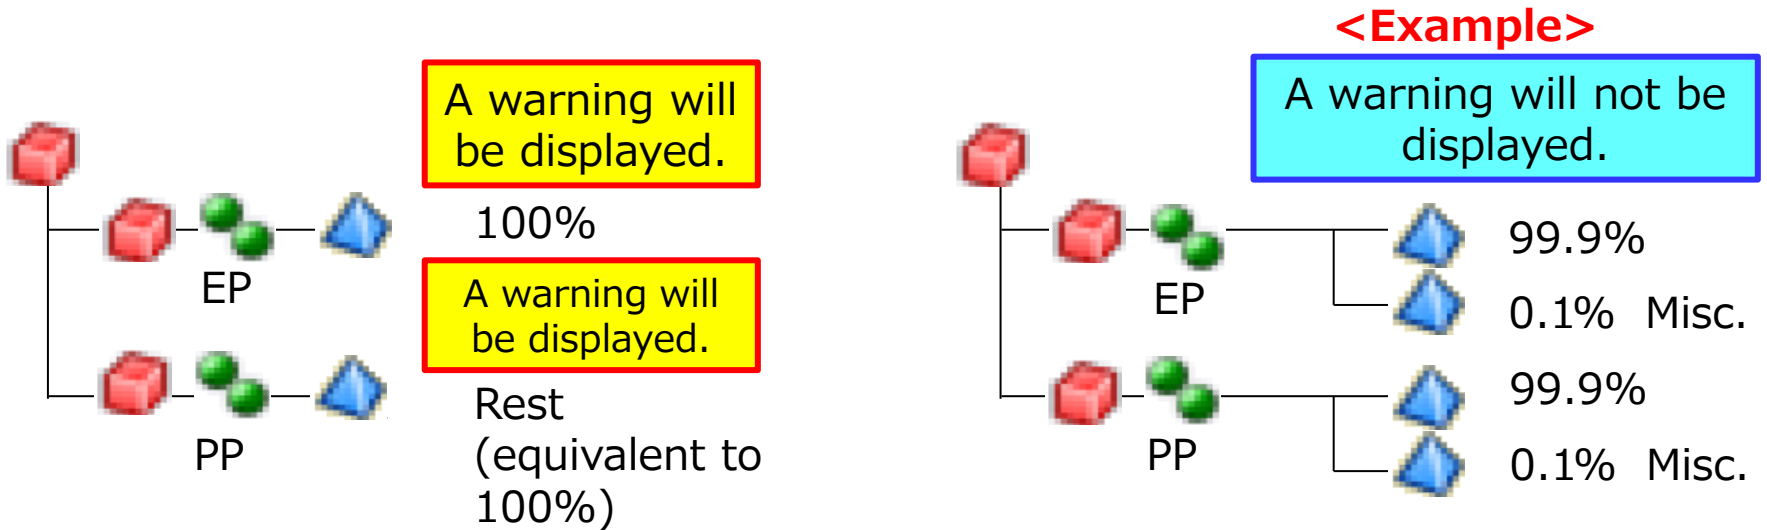 A warning will
be displayed.
100%
EP
A warning will
be displayed.
PP
Rest
(equivalent to
100%)
<Example>
A warning will not be
displayed.
99.9%
EP
0.1% Misc.
99.9%
PP
0.1% Misc.